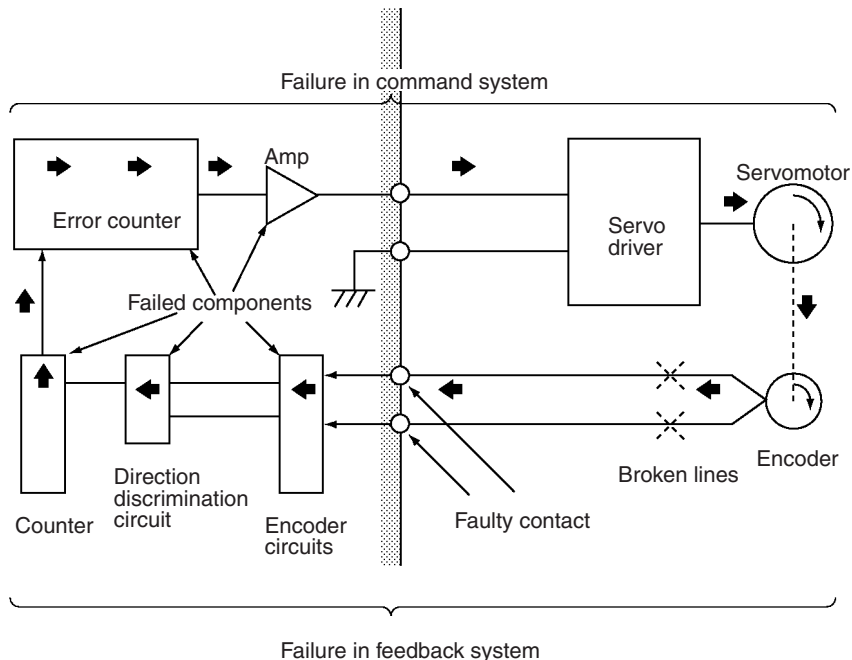 Failure in command system
Amp
Servomotor
Error counter
Servo
driver
Failed components
Direction
discrimination
circuit
Broken lines
Encoder
Counter
Encoder
circuits
Faulty contact
Failure in feedback system